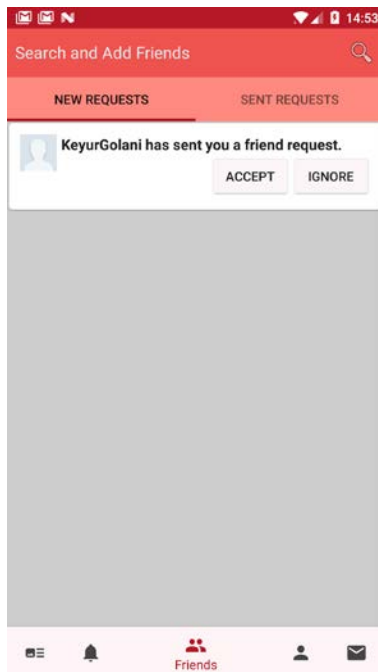 14:53
Search and Add Friends
NEW REQUESTS SENT REQUESTS
KeyurGolani has sent you a friend request.
ACCEPT IGNORE
Friends